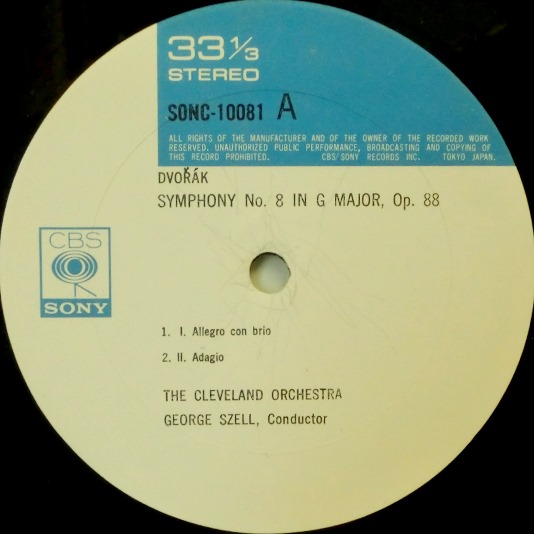 33 1/3
STEREO
SONC-10081 A
ALL RIGHTS OF THE MANUFACTURER AND OF THE OWNER OF THE RECORDED WORK
RESERVED. UNAUTHORIZED PUBLIC PERFORMANCE, BROADCASTING AND COPYING OF
THIS RECORD PROHIBITED. CBS/SONY RECORDS INC. TOKYO JAPAN.
DVOŘÁK
SYMPHONY No. 8 IN G MAJOR, Op. 88
CBS
SONY
1. I. Allegro con brio
2. II. Adagio
THE CLEVELAND ORCHESTRA
GEORGE SZELL, Conductor